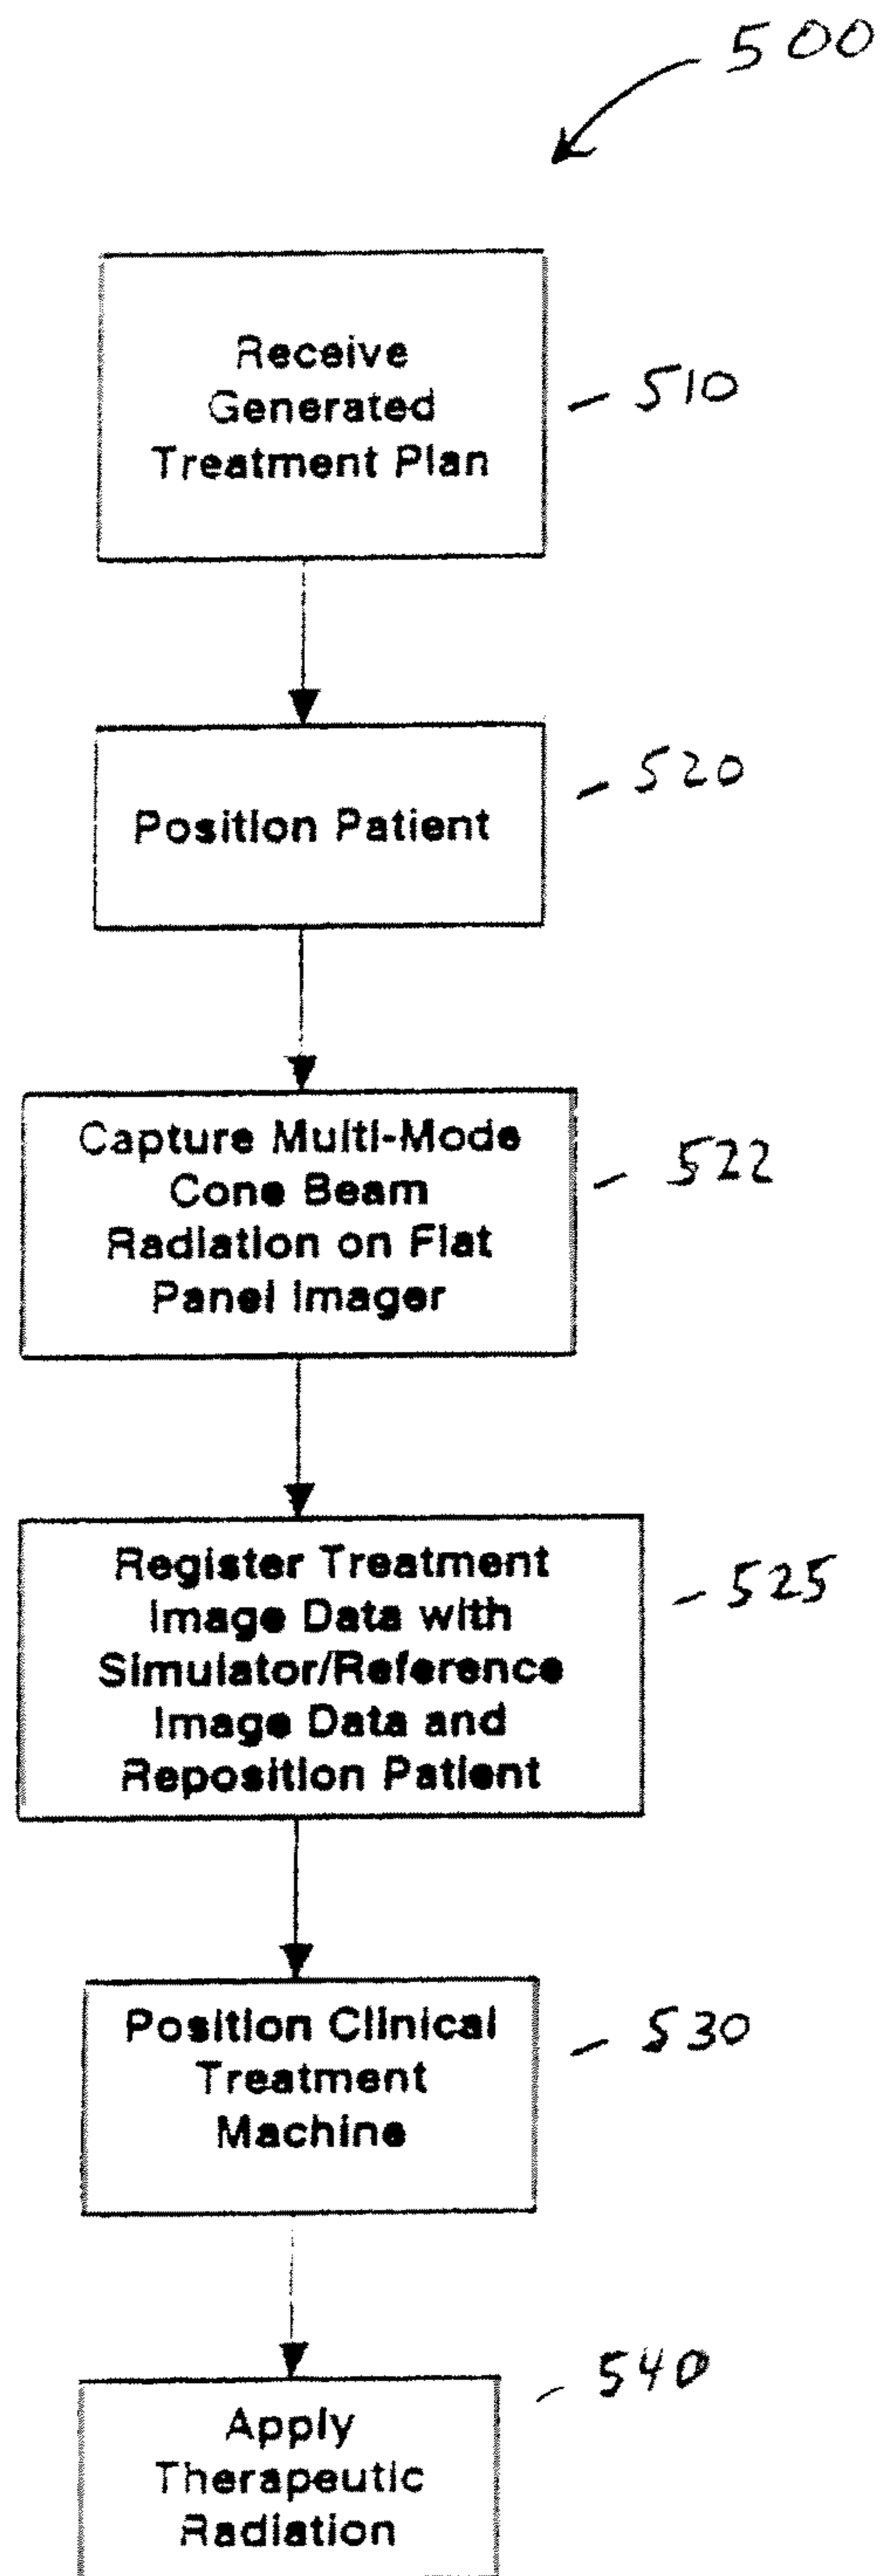 500
Receive
Generated
Treatment Plan
510
Position Patient
520
Capture Multi-Mode
Cone Beam
Radiation on Flat
Panel Imager
522
Register Treatment
Image Data with
Simulator/Reference
Image Data and
Reposition Patient
525
Position Clinical
Treatment
Machine
530
Apply
Therapeutic
Radiation
540